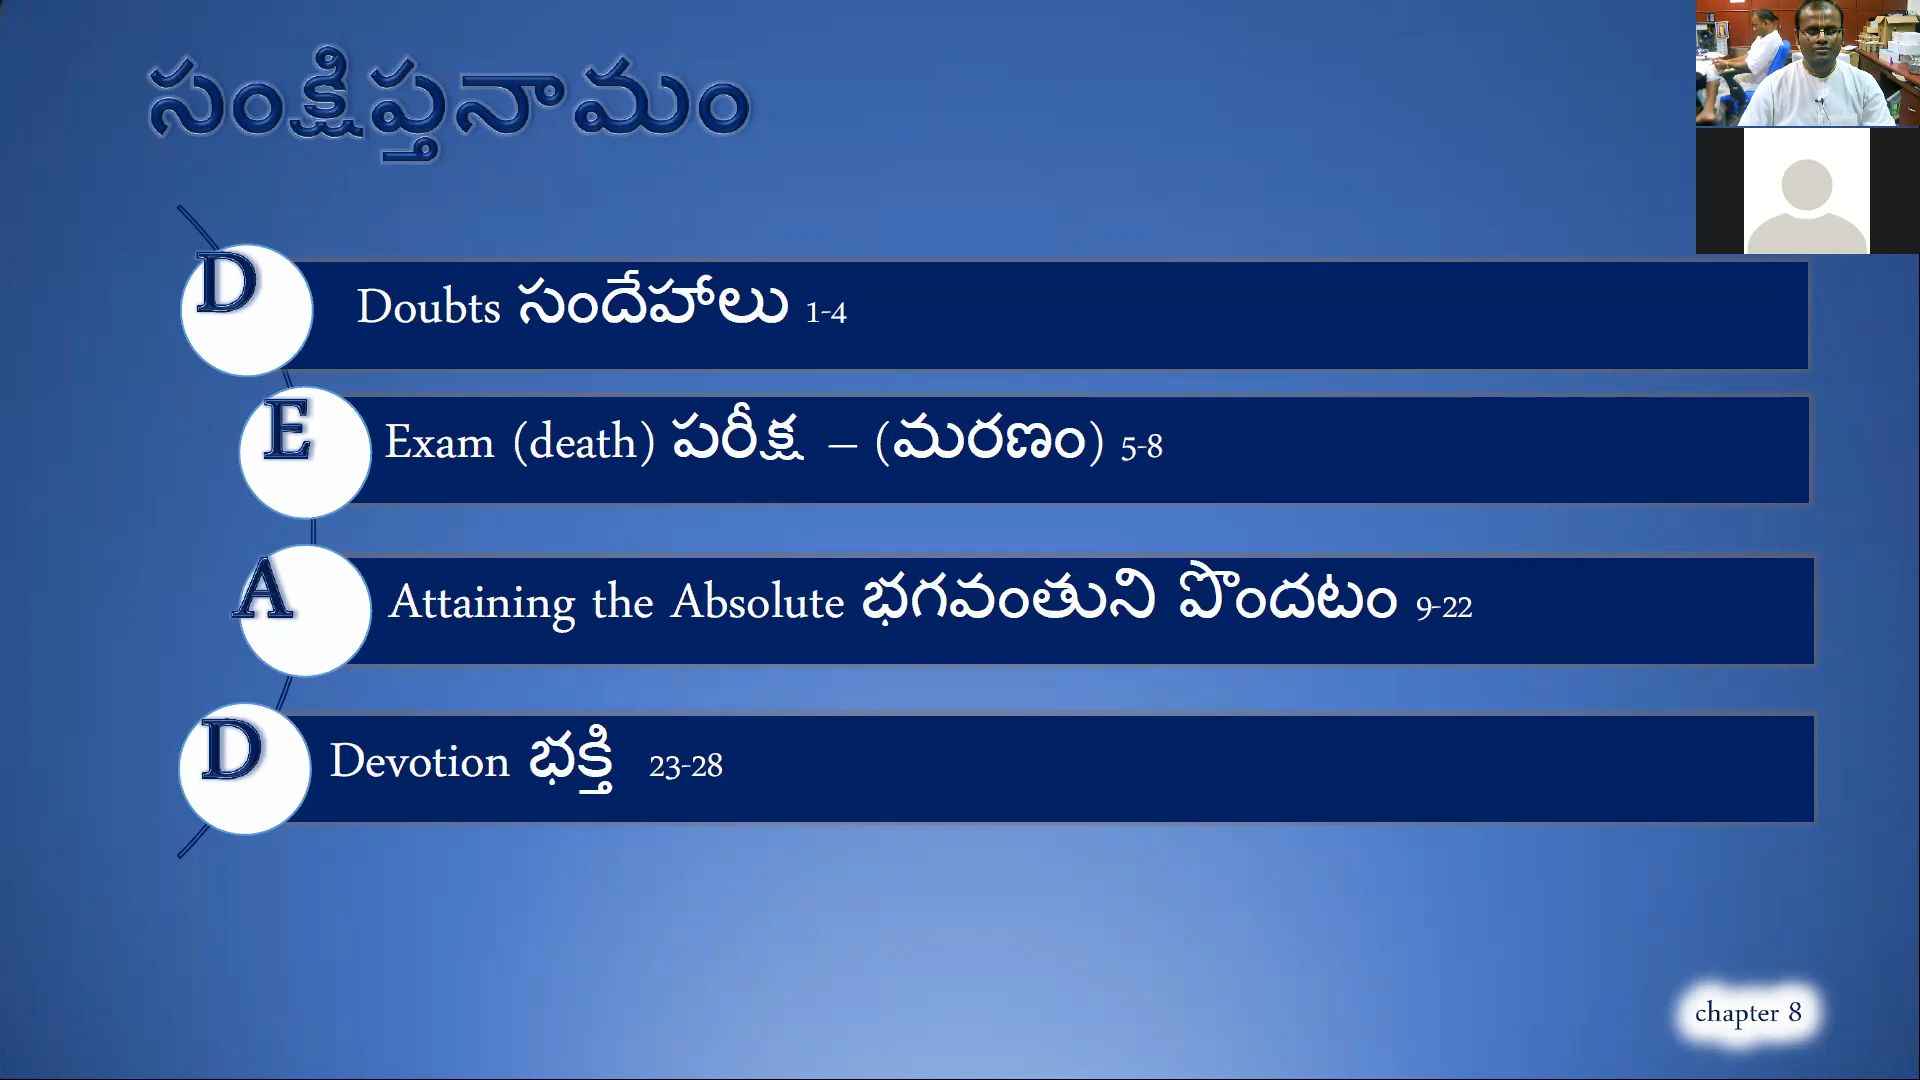 సంక్షిప్తనామం
D Doubts సందేహాలు 1-4
E Exam (death) పరీక్ష – (మరణం) 5-8
A Attaining the Absolute భగవంతుని పొందటం 9-22
D Devotion భక్తి 23-28
chapter 8